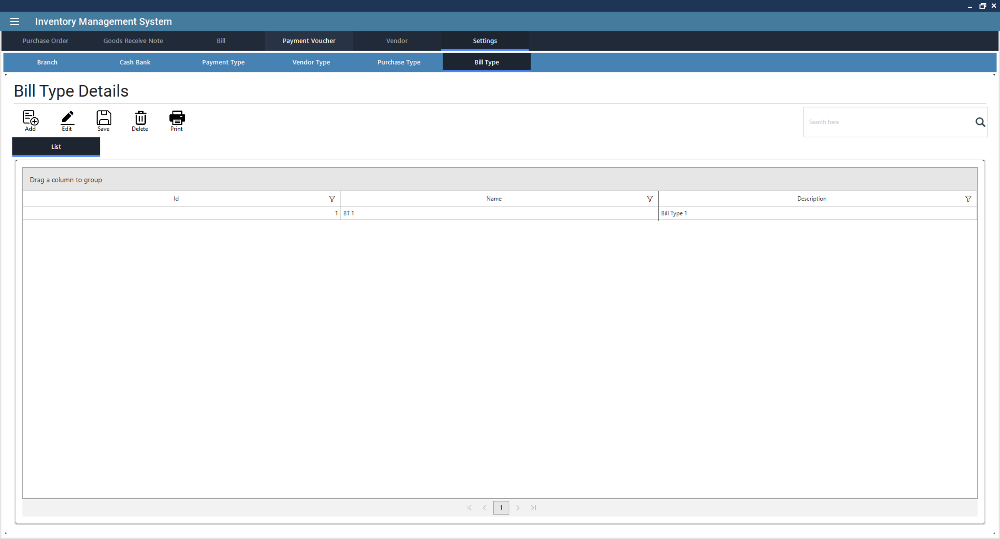 Inventory Management System
Purchase Order Goods Receive Note Bill Payment Voucher Vendor Settings
Branch Cash Bank Payment Type Vendor Type Purchase Type Bill Type
Bill Type Details
Add Edit Save Delete Print
Search here
List
Drag a column to group
Id Name Description
1 BT 1 Bill Type 1
1